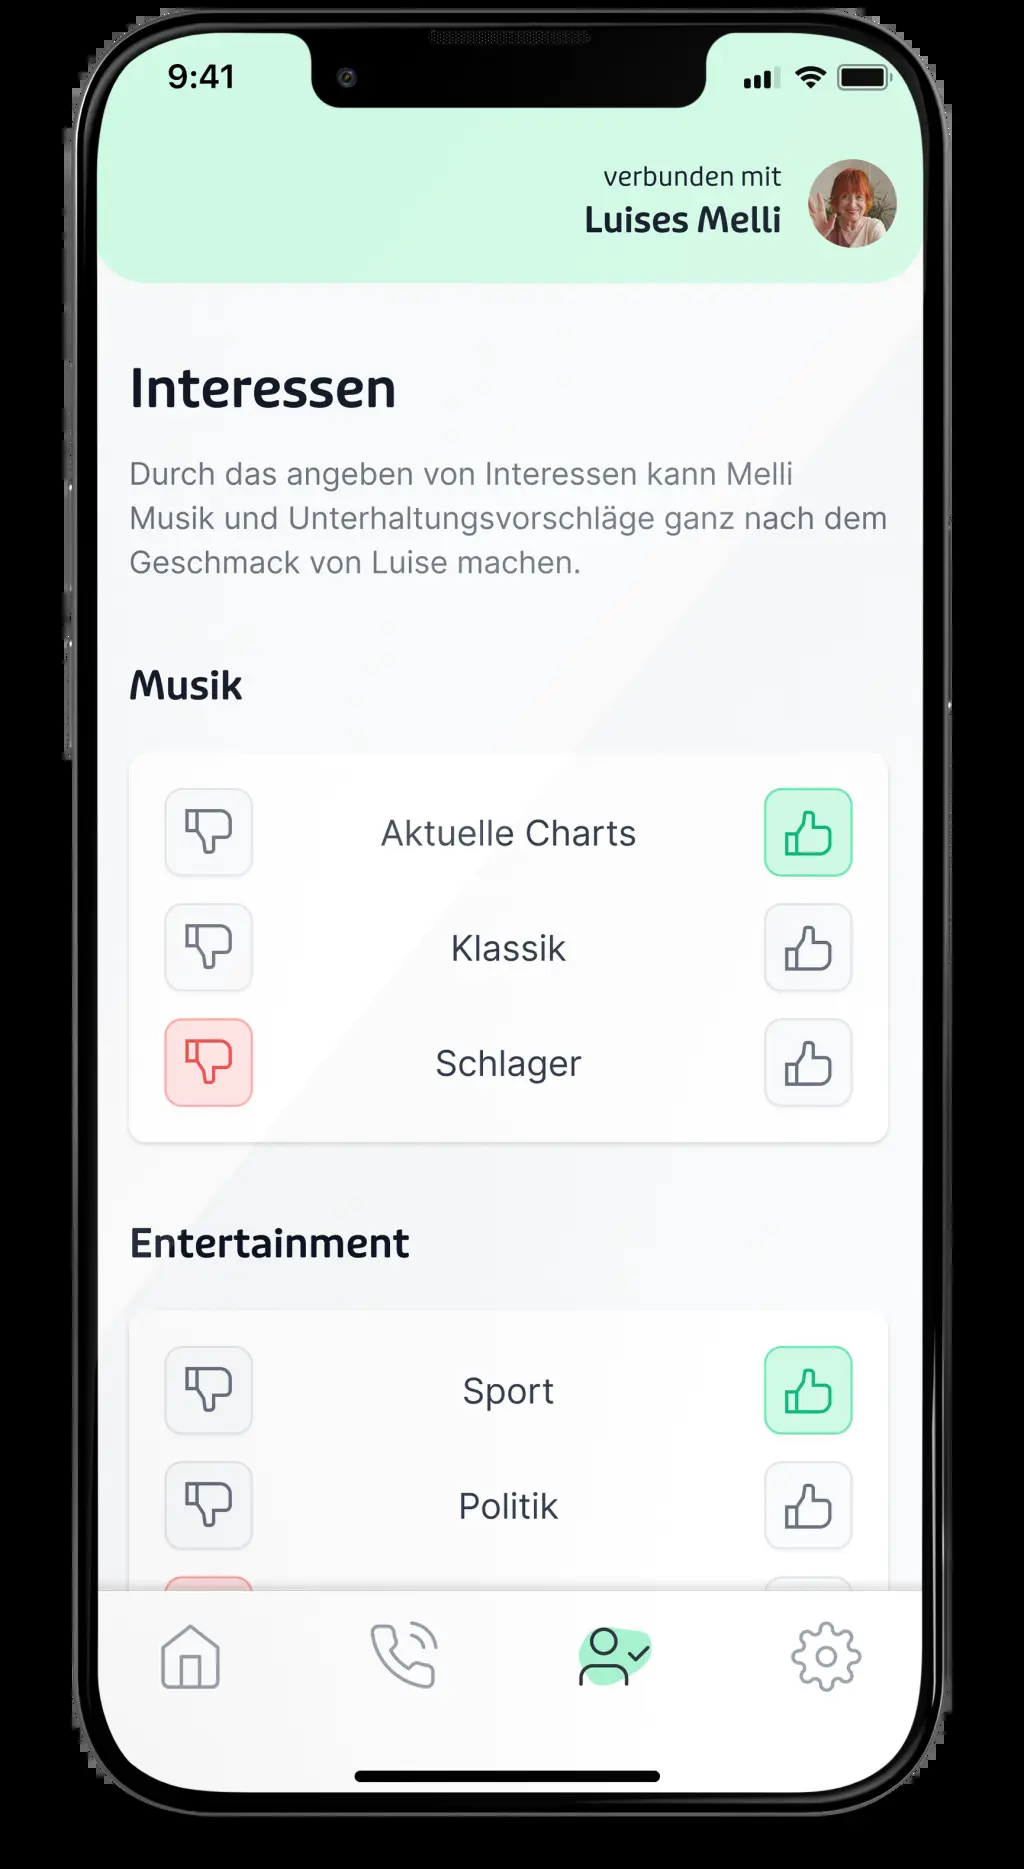 9:41
verbunden mit
Luises Melli
Interessen
Durch das angeben von Interessen kann Melli
Musik und Unterhaltungsvorschläge ganz nach dem
Geschmack von Luise machen.
Musik
Aktuelle Charts
Klassik
Schlager
Entertainment
Sport
Politik